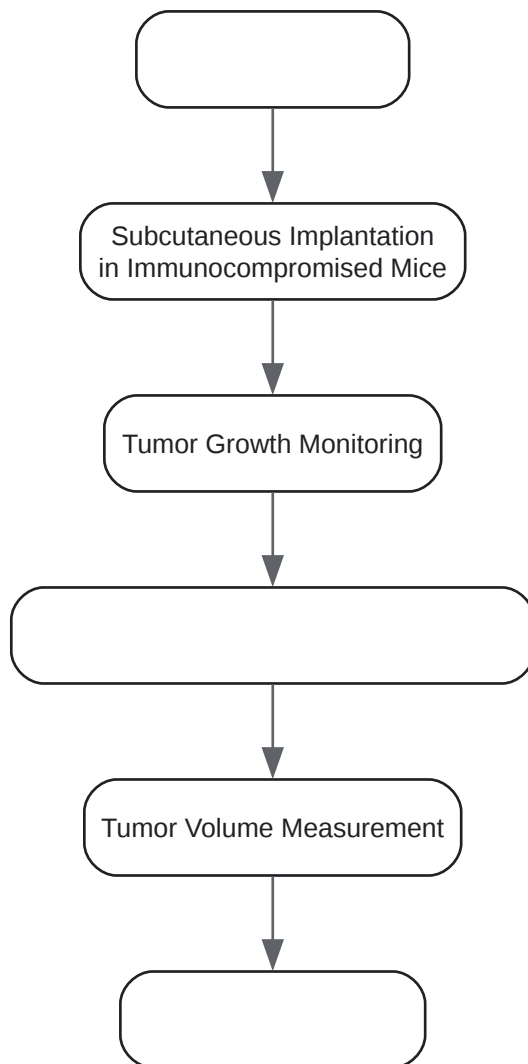 Subcutaneous Implantation
in Immunocompromised Mice
Tumor Growth Monitoring
Tumor Volume Measurement